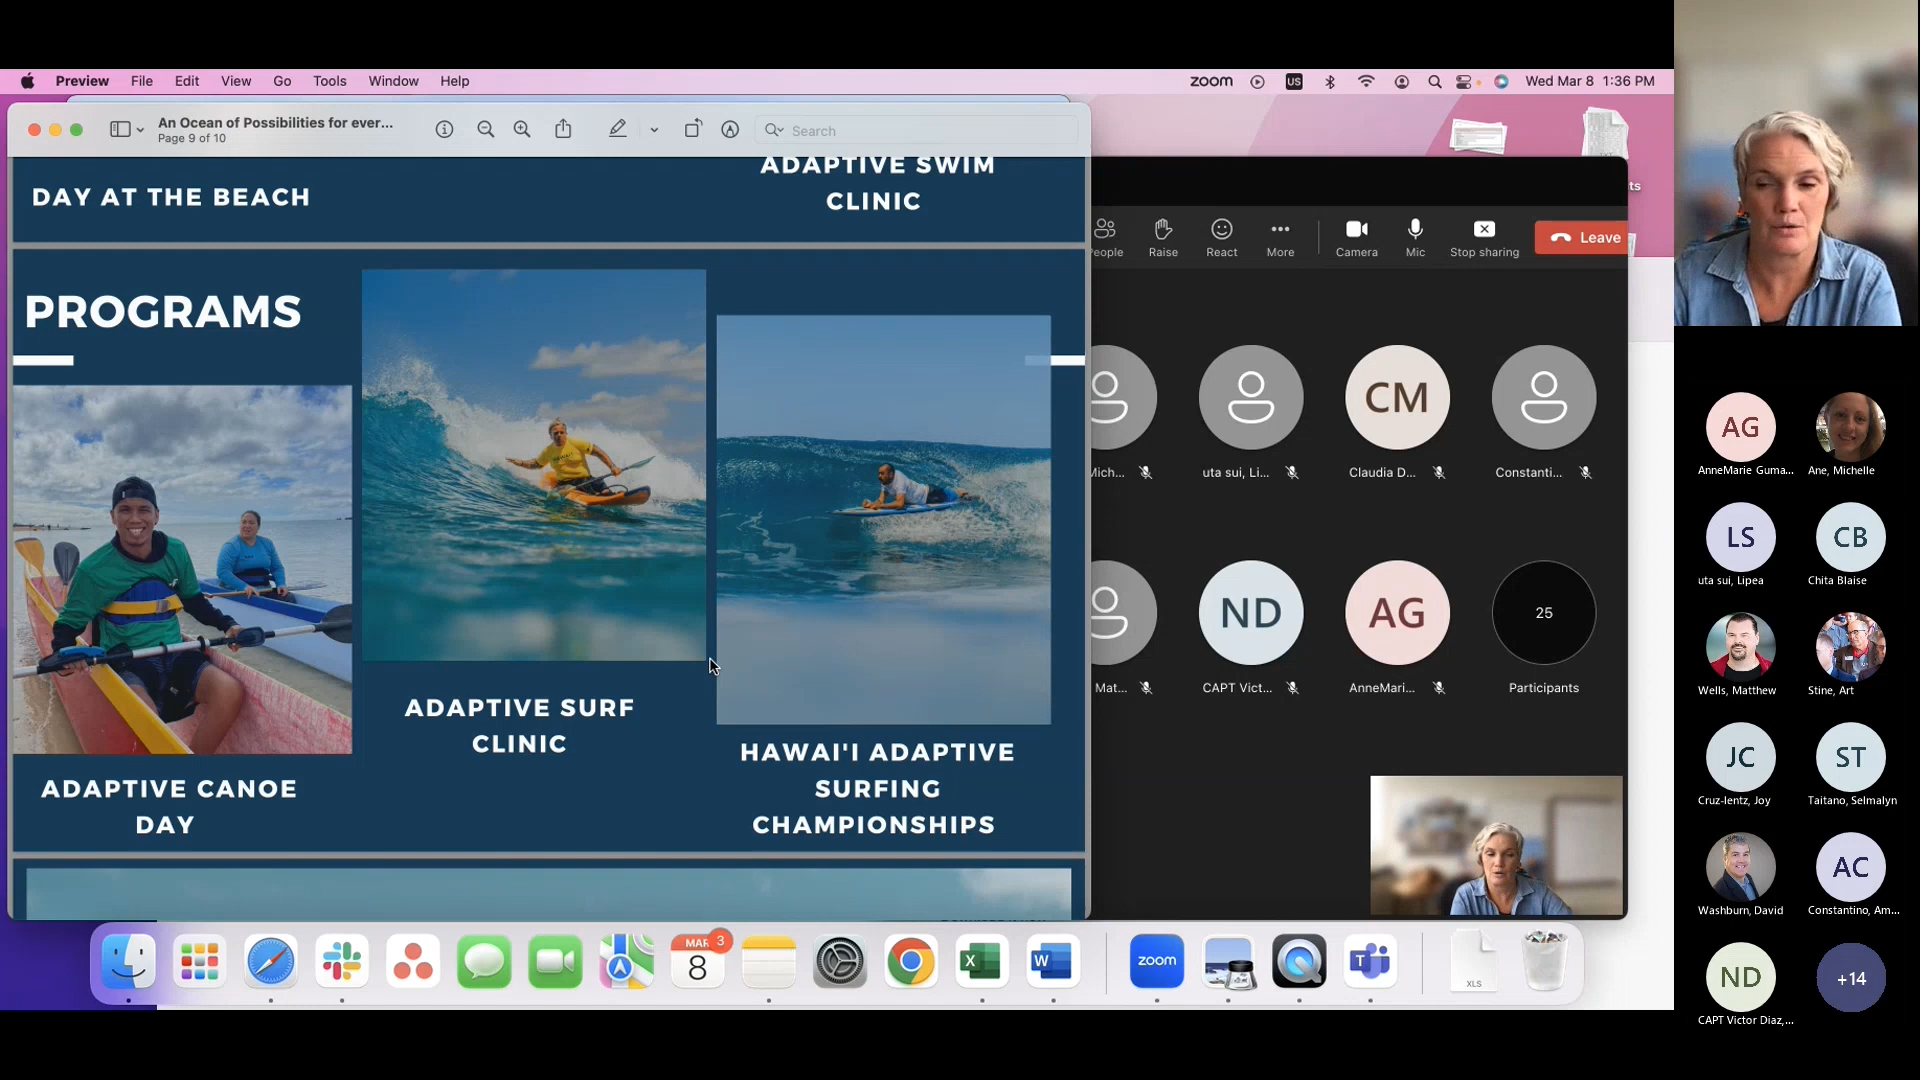 Preview File Edit View Go Tools Window Help
zoom US Wed Mar 8 1:36 PM
An Ocean of Possibilities for ever...
Page 9 of 10
Search
DAY AT THE BEACH
ADAPTIVE SWIM
CLINIC
PROGRAMS
ADAPTIVE CANOE
DAY
ADAPTIVE SURF
CLINIC
HAWAI'I ADAPTIVE
SURFING
CHAMPIONSHIPS
ts
eople Raise React More Camera Mic Stop sharing Leave
CM
Mich... uta sui, Li... Claudia D... Constanti...
ND AG 25
Mat... CAPT Vict... AnneMari... Participants
AG
AnneMarie Guma... Ane, Michelle
LS CB
uta sui, Lipea Chita Blaise
Wells, Matthew Stine, Art
JC ST
Cruz-lentz, Joy Taitano, Selmalyn
AC
Washburn, David Constantino, Am...
ND +14
CAPT Victor Diaz,...
MAR 3
8
X W zoom T
XLS